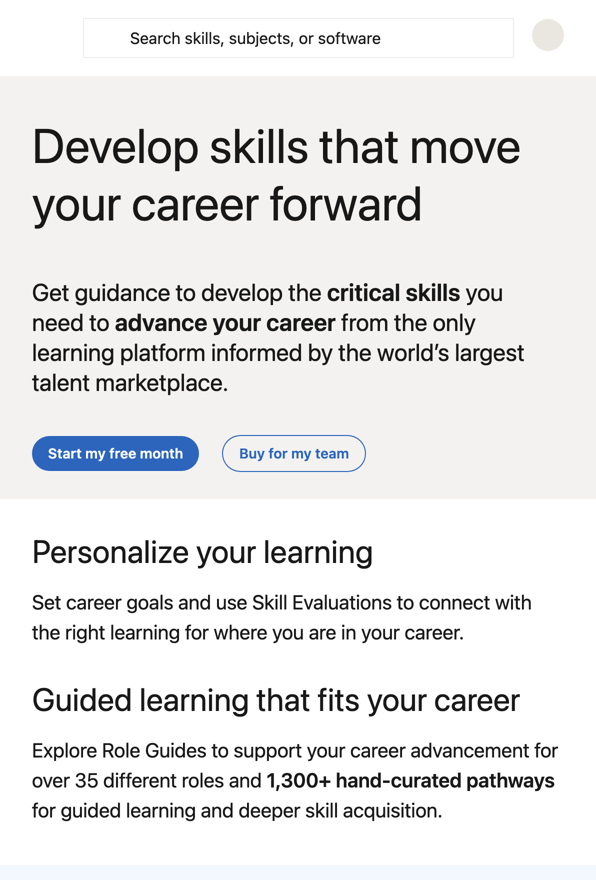 Search skills, subjects, or software
Develop skills that move
your career forward
Get guidance to develop the critical skills you
need to advance your career from the only
learning platform informed by the world’s largest
talent marketplace.
Start my free month
Buy for my team
Personalize your learning
Set career goals and use Skill Evaluations to connect with
the right learning for where you are in your career.
Guided learning that fits your career
Explore Role Guides to support your career advancement for
over 35 different roles and 1,300+ hand-curated pathways
for guided learning and deeper skill acquisition.